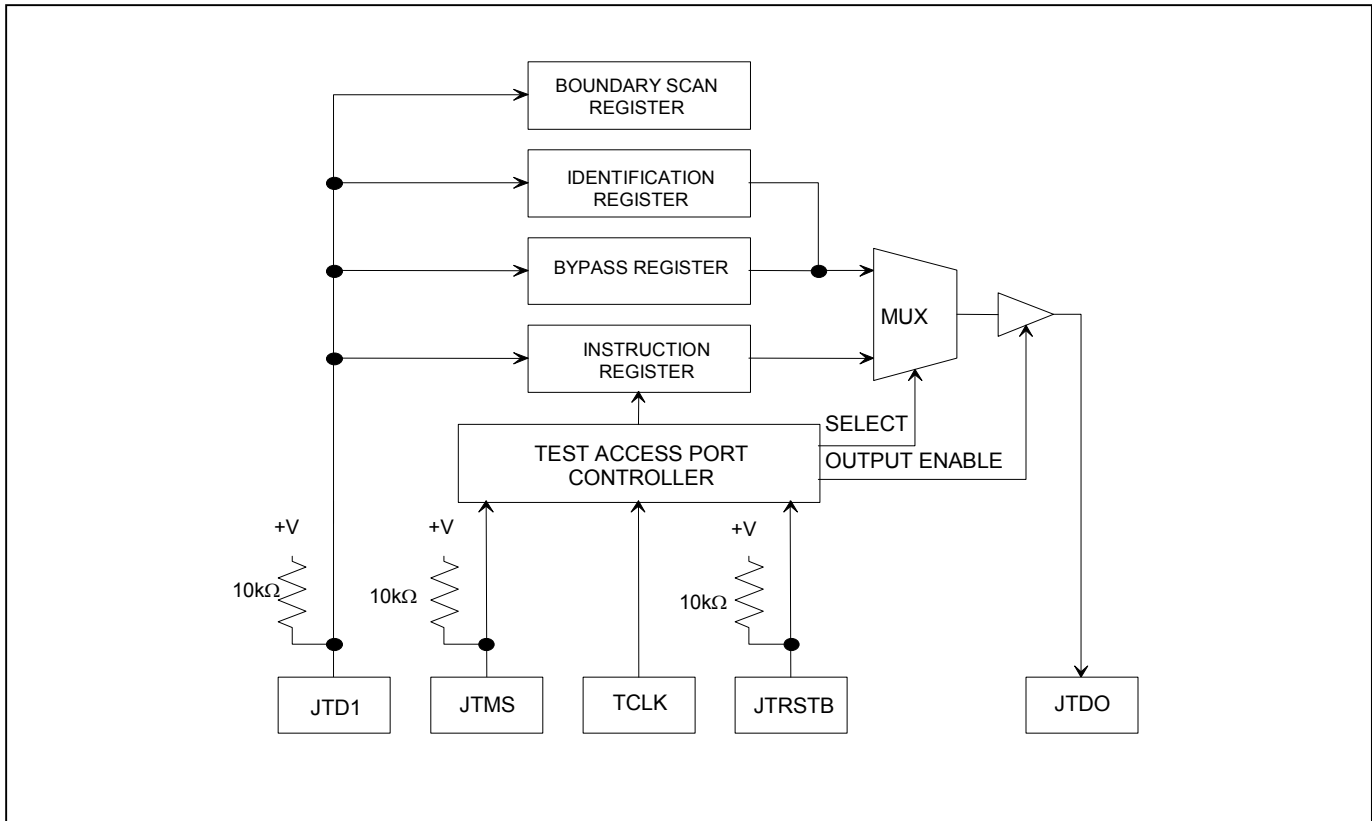 BOUNDARY SCAN
REGISTER
IDENTIFICATION
REGISTER
BYPASS REGISTER
MUX
INSTRUCTION
REGISTER
SELECT
TEST ACCESS PORT
CONTROLLER
OUTPUT ENABLE
+V
+V
+V
10kΩ
10kΩ
10kΩ
JTD1
JTMS
TCLK
JTRSTB
JTDO